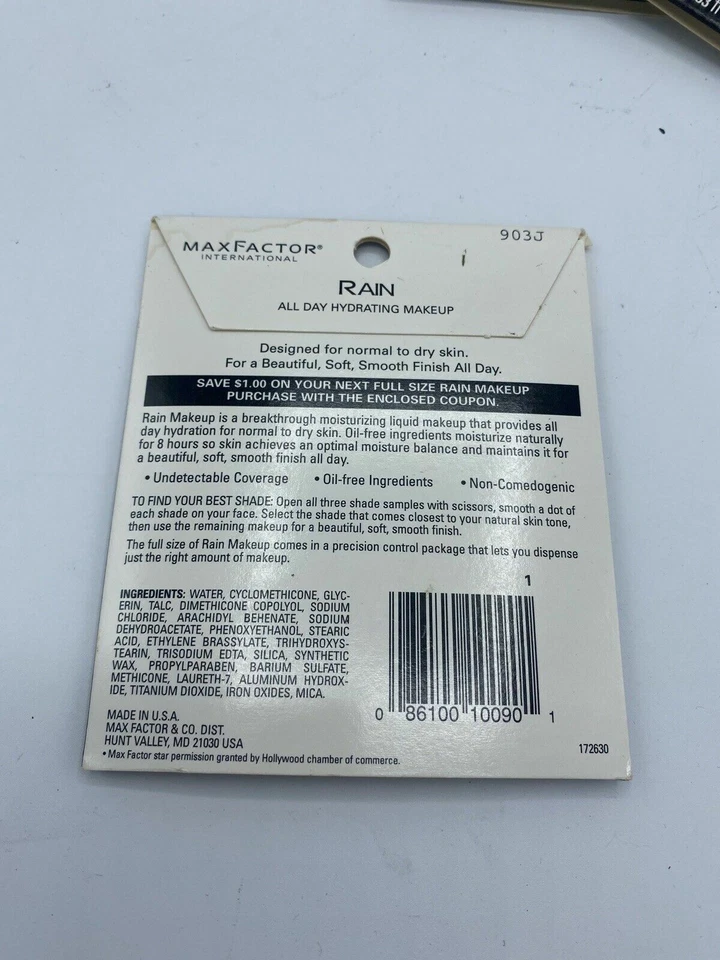 903J
MAXFACTOR®
INTERNATIONAL
RAIN
ALL DAY HYDRATING MAKEUP
Designed for normal to dry skin.
For a Beautiful, Soft, Smooth Finish All Day.
SAVE $1.00 ON YOUR NEXT FULL SIZE RAIN MAKEUP
PURCHASE WITH THE ENCLOSED COUPON.
Rain Makeup is a breakthrough moisturizing liquid makeup that provides all
day hydration for normal to dry skin. Oil-free ingredients moisturize naturally
for 8 hours so skin achieves an optimal moisture balance and maintains it for
a beautiful, soft, smooth finish all day.
• Undetectable Coverage • Oil-free Ingredients • Non-Comedogenic
TO FIND YOUR BEST SHADE: Open all three shade samples with scissors, smooth a dot of
each shade on your face. Select the shade that comes closest to your natural skin tone,
then use the remaining makeup for a beautiful, soft, smooth finish.
The full size of Rain Makeup comes in a precision control package that lets you dispense
just the right amount of makeup.
INGREDIENTS: WATER, CYCLOMETHICONE, GLYC-
ERIN, TALC, DIMETHICONE COPOLYOL, SODIUM
CHLORIDE, ARACHIDYL BEHENATE, SODIUM
DEHYDROACETATE, PHENOXYETHANOL, STEARIC
ACID, ETHYLENE BRASSYLATE, TRIHYDROXYS-
TEARIN, TRISODIUM EDTA, SILICA, SYNTHETIC
WAX, PROPYLPARABEN, BARIUM SULFATE,
METHICONE, LAURETH-7, ALUMINUM HYDROX-
IDE, TITANIUM DIOXIDE, IRON OXIDES, MICA.
1
0 86100 10090 1
MADE IN U.S.A.
MAX FACTOR & CO. DIST.
HUNT VALLEY, MD 21030 USA
• Max Factor star permission granted by Hollywood chamber of commerce.
172630